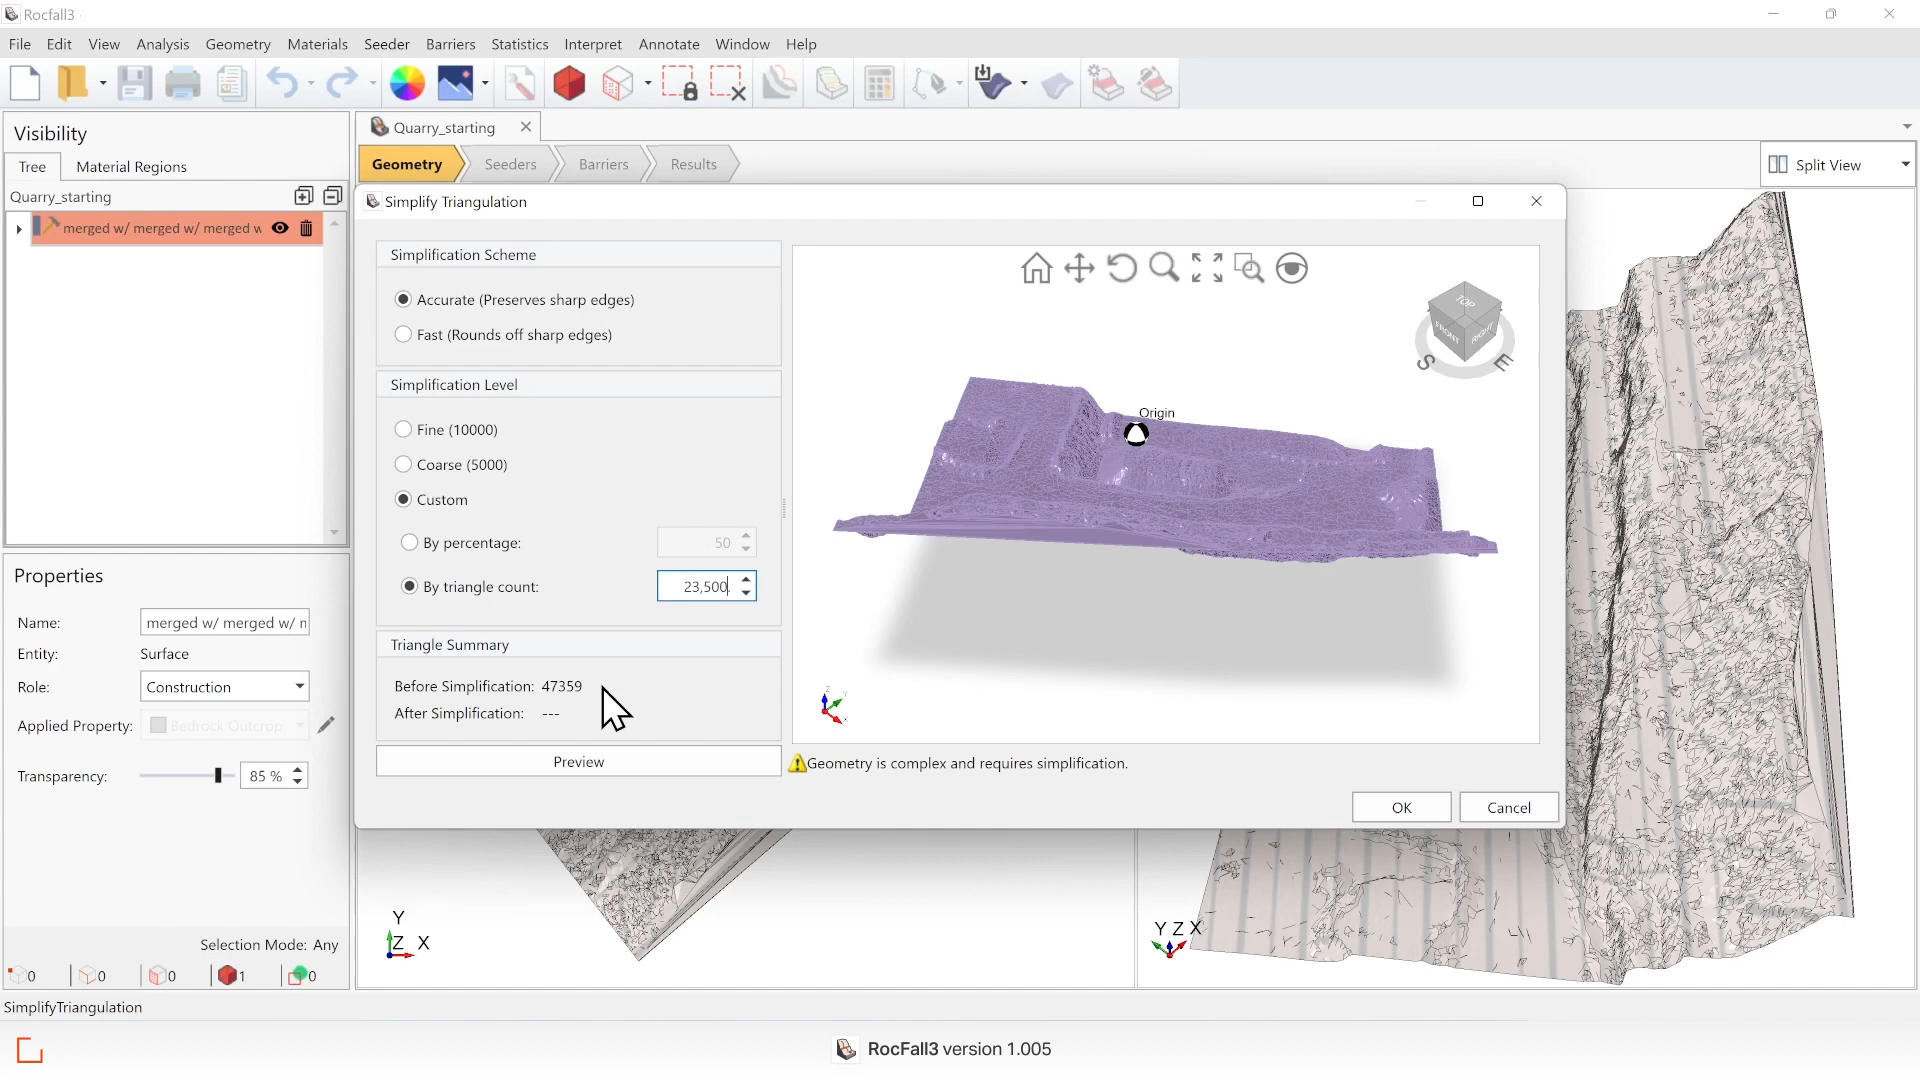 Rocfall3
File Edit View Analysis Geometry Materials Seeder Barriers Statistics Interpret Annotate Window Help
Visibility
Tree Material Regions
Quarry_starting
merged w/ merged w/ merged w
Quarry_starting
Geometry Seeders Barriers Results
Split View
Simplify Triangulation
Simplification Scheme
Accurate (Preserves sharp edges)
Fast (Rounds off sharp edges)
Simplification Level
Fine (10000)
Coarse (5000)
Custom
By percentage: 50
By triangle count: 23,500
Triangle Summary
Before Simplification: 47359
After Simplification: ---
Preview
TOP
FRONT RIGHT
S E
Origin
Z Y
X
Geometry is complex and requires simplification.
OK Cancel
Properties
Name: merged w/ merged w/ n
Entity: Surface
Role: Construction
Applied Property: Bedrock Outcrop
Transparency: 85 %
Selection Mode: Any
0 0 0 1 0
Y
Z X
Y Z X
SimplifyTriangulation
RocFall3 version 1.005